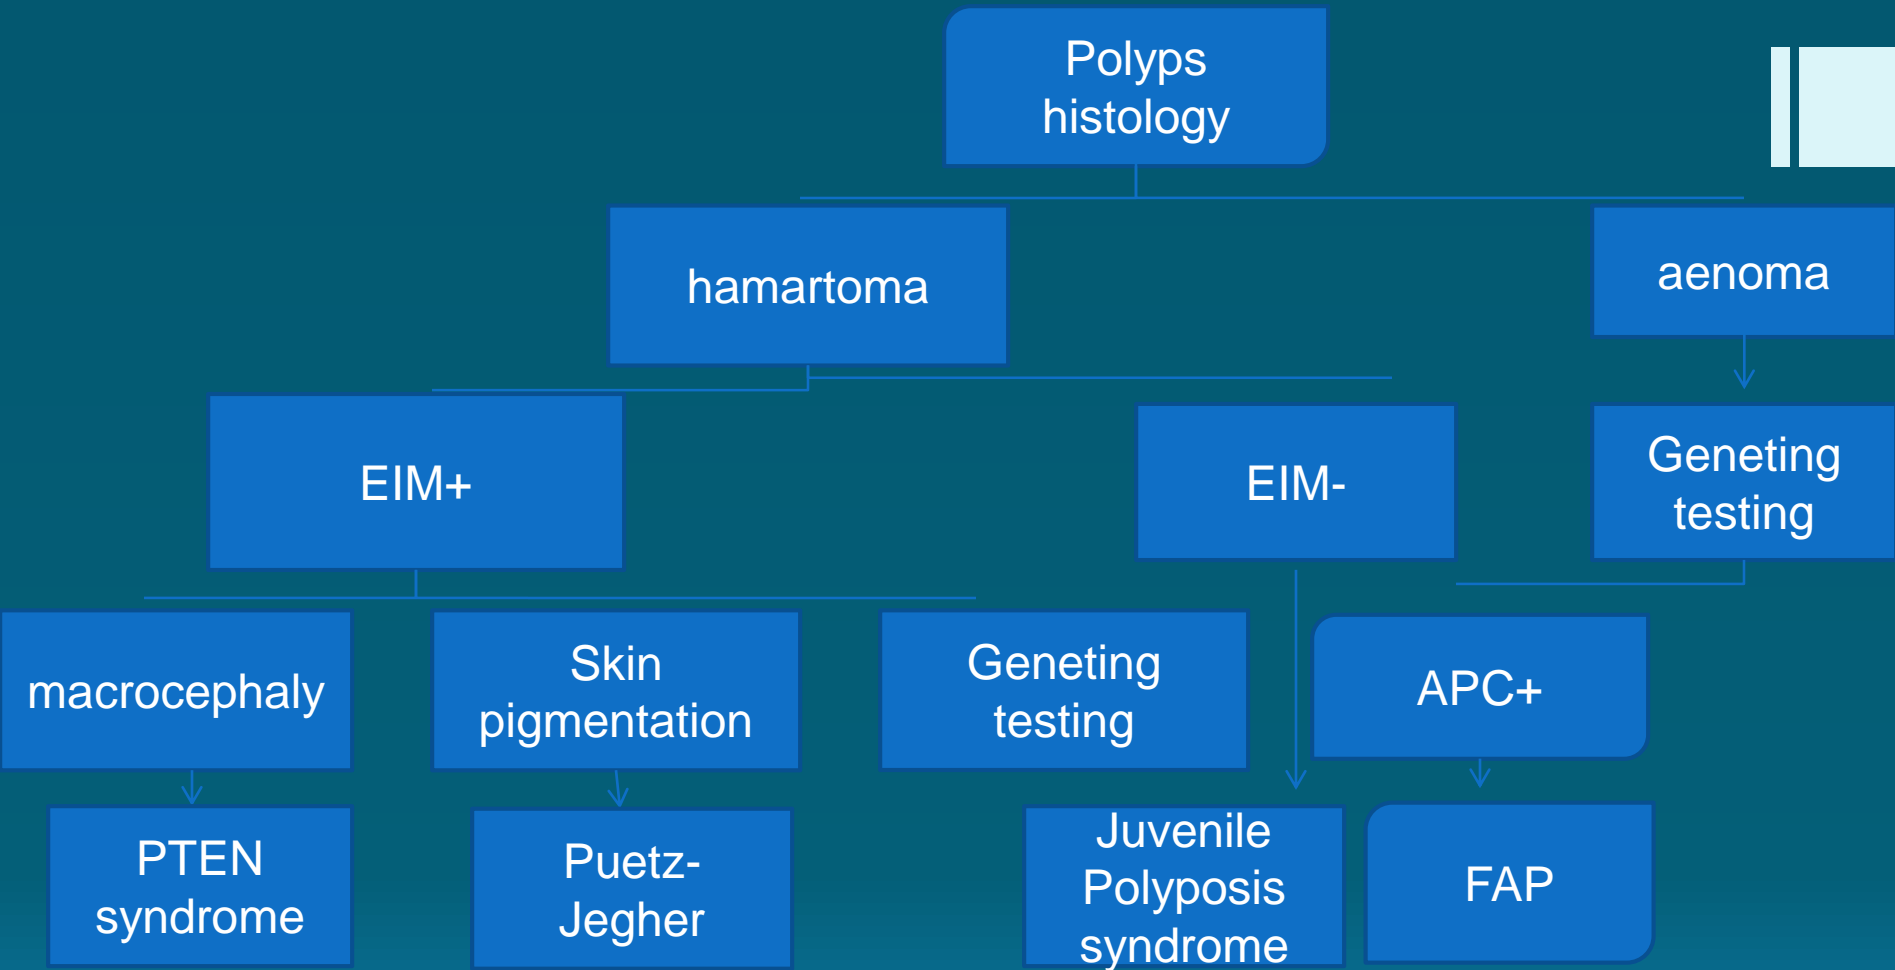 Polyps
histology
hamartoma
aenoma
EIM+
EIM-
Geneting
testing
macrocephaly
Skin
pigmentation
Geneting
testing
APC+
PTEN
syndrome
Puetz-
Jegher
Juvenile
Polyposis
syndrome
FAP